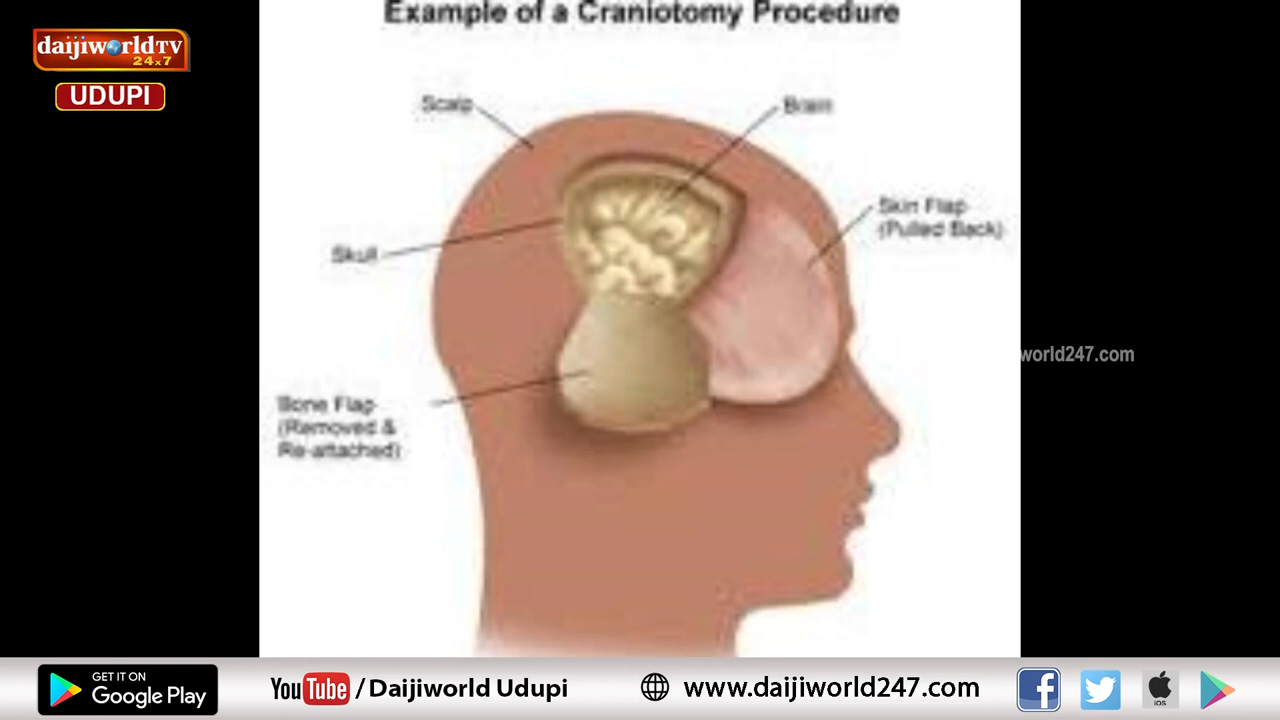 Example of a Craniotomy Procedure
daijiworldTV
24x7
UDUPI
Scalp
Brain
Skin Flap
(Pulled Back)
Skull
world247.com
Bone Flap
(Removed &
Re-attached)
GET IT ON
Google Play
YouTube / Daijiworld Udupi
www.daijiworld247.com
iOS